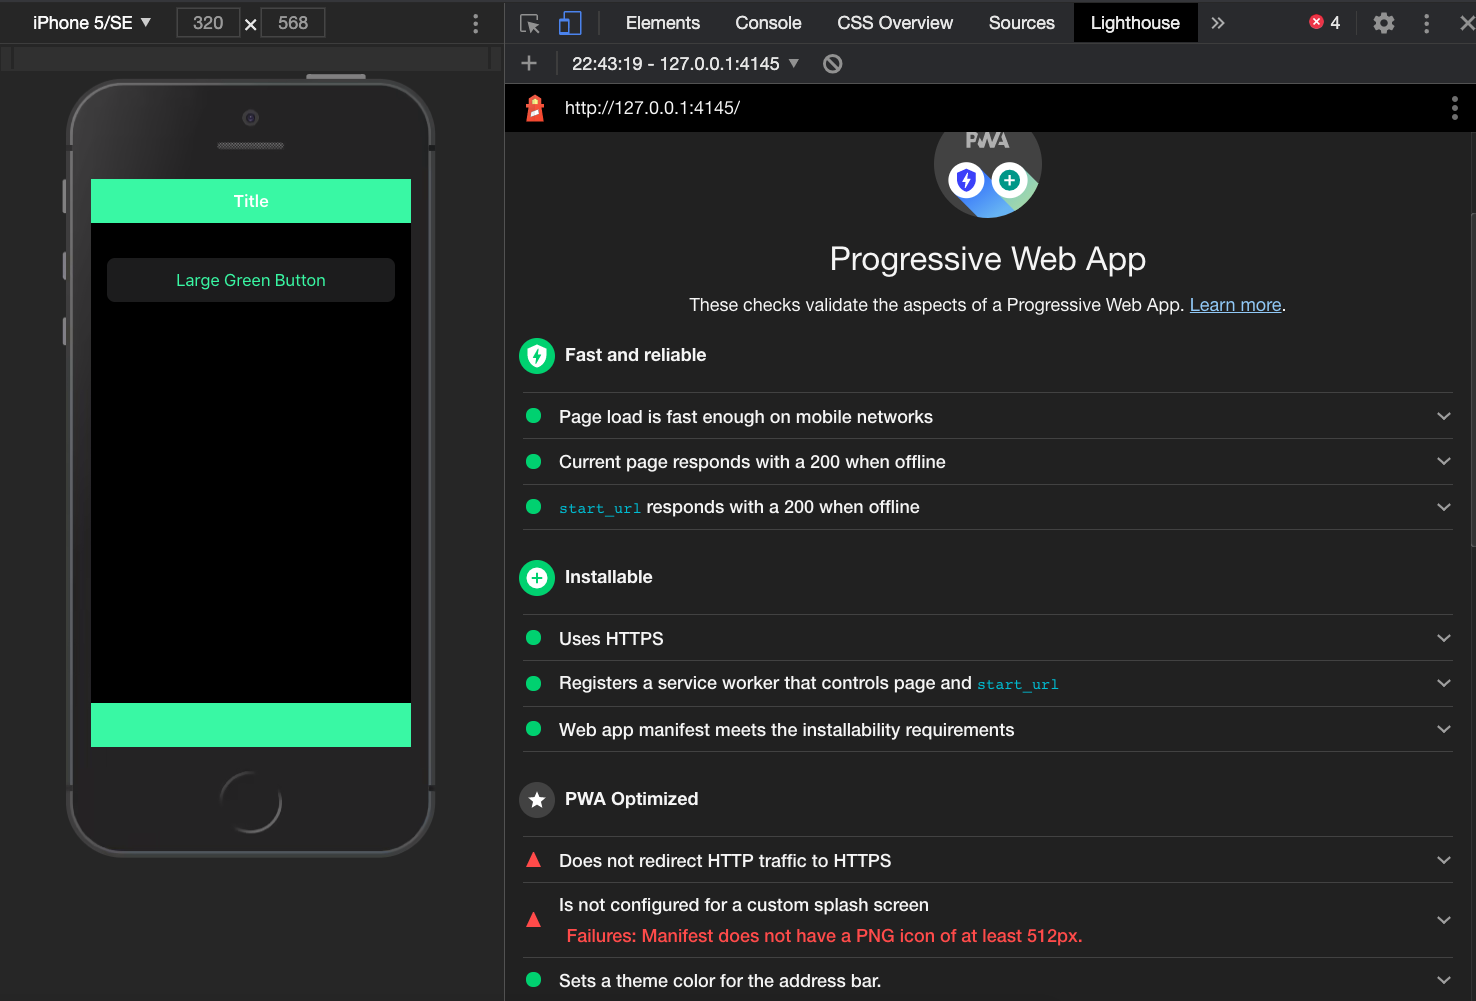 iPhone 5/SE ▼ 320 × 568
Elements Console CSS Overview Sources Lighthouse » 4
22:43:19 - 127.0.0.1:4145 ▼
http://127.0.0.1:4145/
Title
Large Green Button
PWA
Progressive Web App
These checks validate the aspects of a Progressive Web App. Learn more.
Fast and reliable
Page load is fast enough on mobile networks
Current page responds with a 200 when offline
start_url responds with a 200 when offline
Installable
Uses HTTPS
Registers a service worker that controls page and start_url
Web app manifest meets the installability requirements
PWA Optimized
Does not redirect HTTP traffic to HTTPS
Is not configured for a custom splash screen
Failures: Manifest does not have a PNG icon of at least 512px.
Sets a theme color for the address bar.